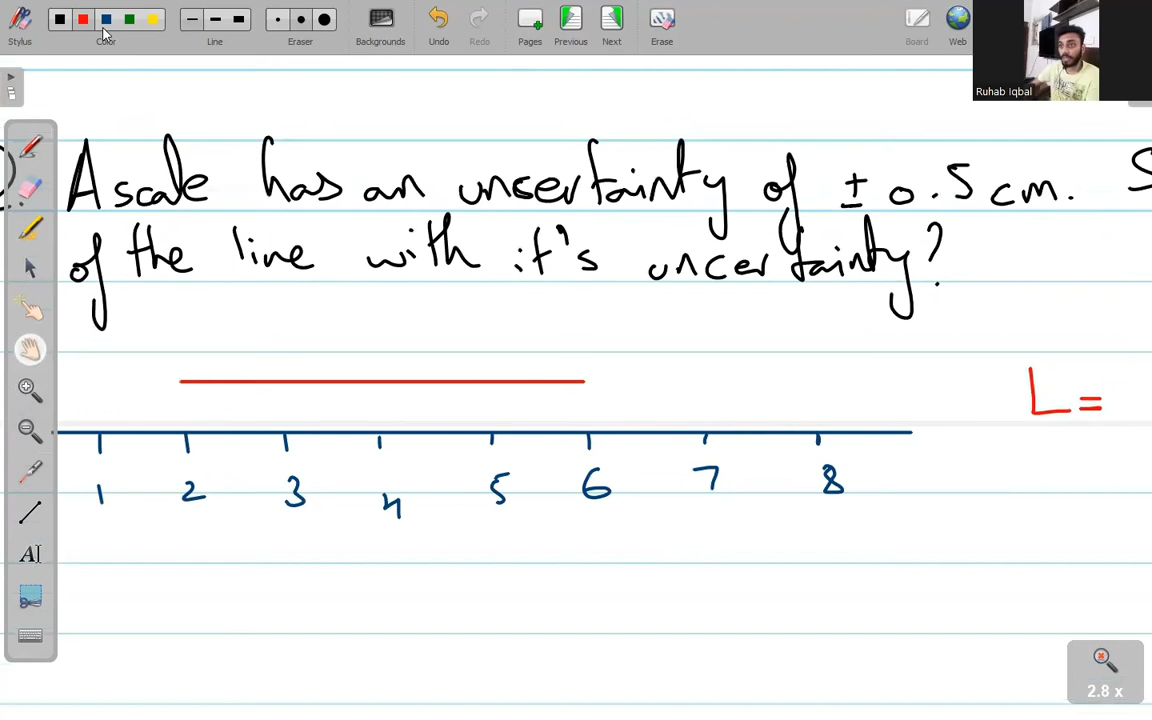 Stylus Color Line Eraser Backgrounds Undo Redo Pages Previous Next Erase Board Web
Ruhab Iqbal
A scale has an uncertainty of ± 0.5 cm. S
of the line with it's uncertainty?
L =
1 2 3 4 5 6 7 8
2.8 x